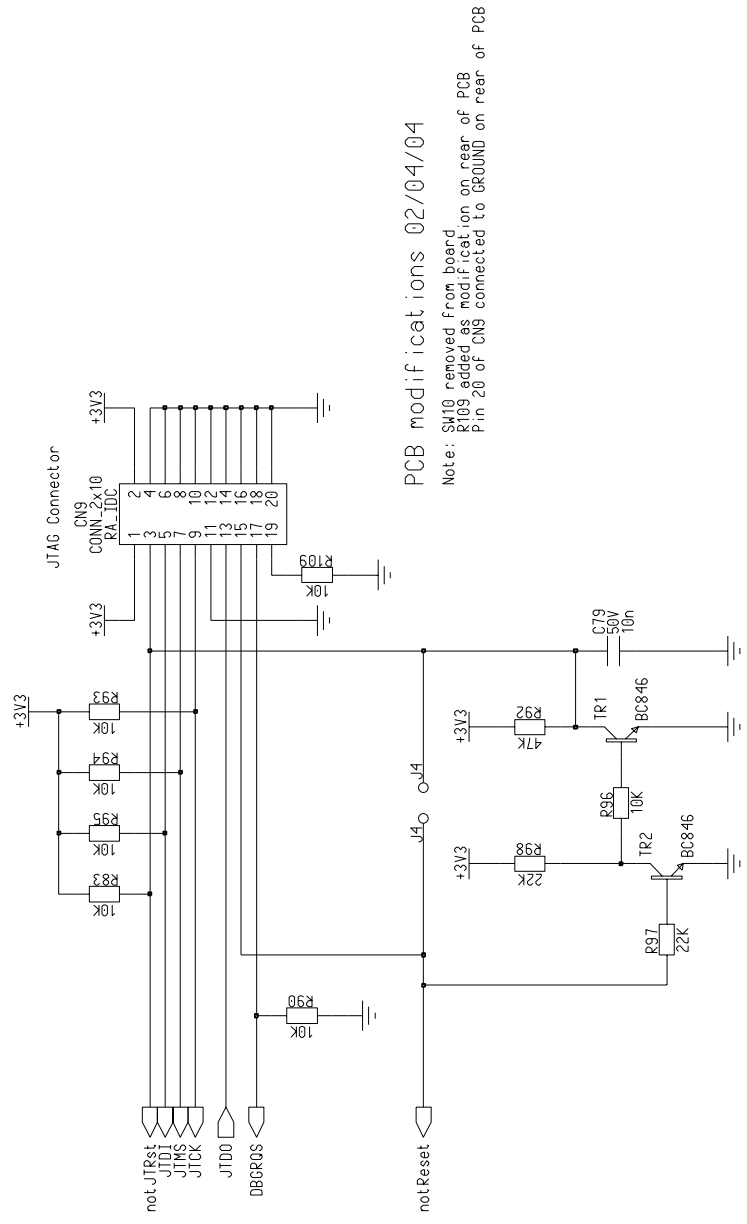 JTAG Connector
CN9
CONN_2x10
RA_IDC
+3V3
+3V3
+3V3
1 2
3 4
5 6
7 8
9 10
11 12
13 14
15 16
17 18
19 20
R83
10K
R95
10K
R94
10K
R93
10K
R109
10K
R90
10K
notJTRst
JTDI
JTMS
JTCK
JTDO
DBGRQS
notReset
J4
J4
+3V3
R98
22K
+3V3
R92
47K
R97
22K
TR2
BC846
R96
10K
TR1
BC846
C79
50V
10n
PCB modifications 02/04/04
Note: SW10 removed from board
R109 added as modification on rear of PCB
Pin 20 of CN9 connected to GROUND on rear of PCB